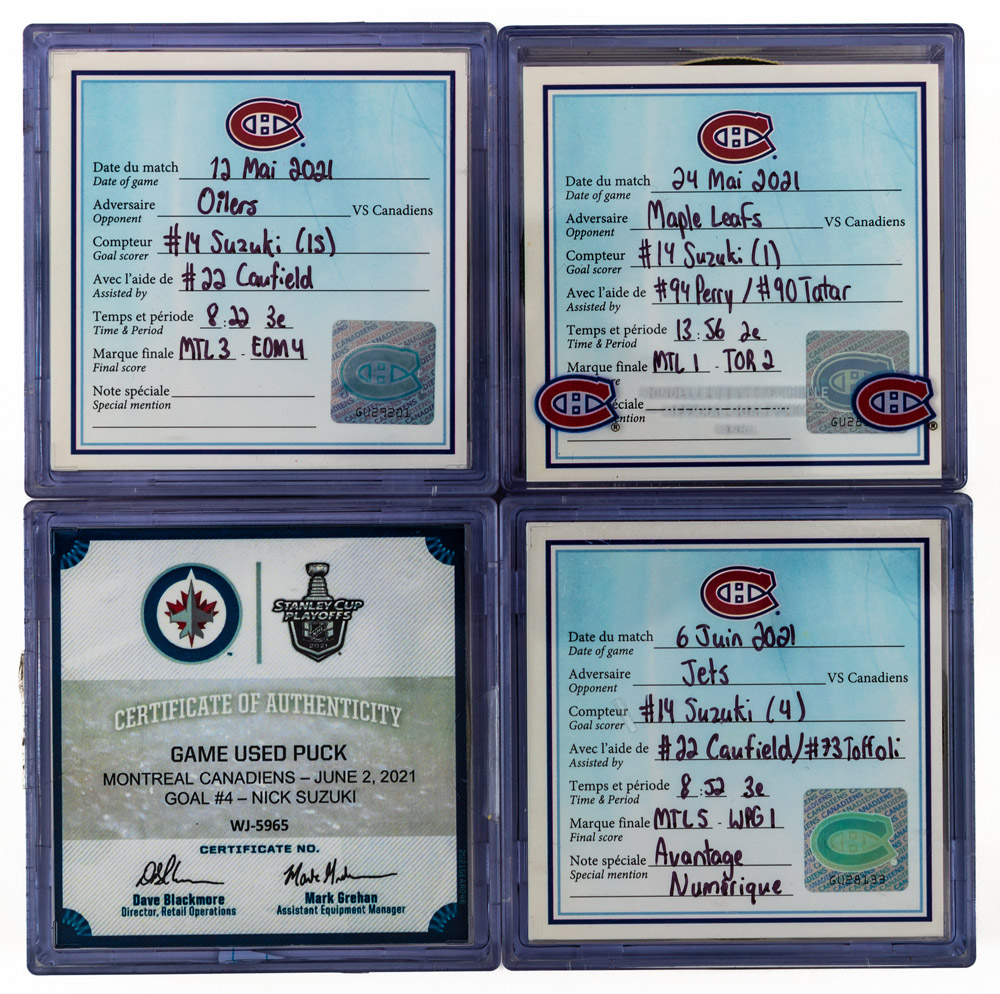 Date du match 12 Mai 2021
Date of game
Adversaire Oilers VS Canadiens
Opponent
Compteur #14 Suzuki (15)
Goal scorer
Avec l'aide de #22 Caufield
Assisted by
Temps et période 8:22 3e
Time & Period
Marque finale MTL 3 - EDM 4
Final score
Note spéciale
Special mention
GU29201
Date du match 24 Mai 2021
Date of game
Adversaire Maple Leafs VS Canadiens
Opponent
Compteur #14 Suzuki (1)
Goal scorer
Avec l'aide de #94 Perry / #90 Tatar
Assisted by
Temps et période 13:56 2e
Time & Period
Marque finale MTL 1 - TOR 2
éciale
ention
STANLEY CUP
PLAYOFFS
2021
CERTIFICATE OF AUTHENTICITY
GAME USED PUCK
MONTREAL CANADIENS – JUNE 2, 2021
GOAL #4 – NICK SUZUKI
WJ-5965
CERTIFICATE NO.
Dave Blackmore
Director, Retail Operations
Mark Grehan
Assistant Equipment Manager
Date du match 6 Juin 2021
Date of game
Adversaire Jets VS Canadiens
Opponent
Compteur #14 Suzuki (4)
Goal scorer
Avec l'aide de #22 Caufield/#73 Toffoli
Assisted by
Temps et période 8:52 3e
Time & Period
Marque finale MTL 5 - WPG 1
Final score
Note spéciale Avantage
Special mention
Numérique
GU28133